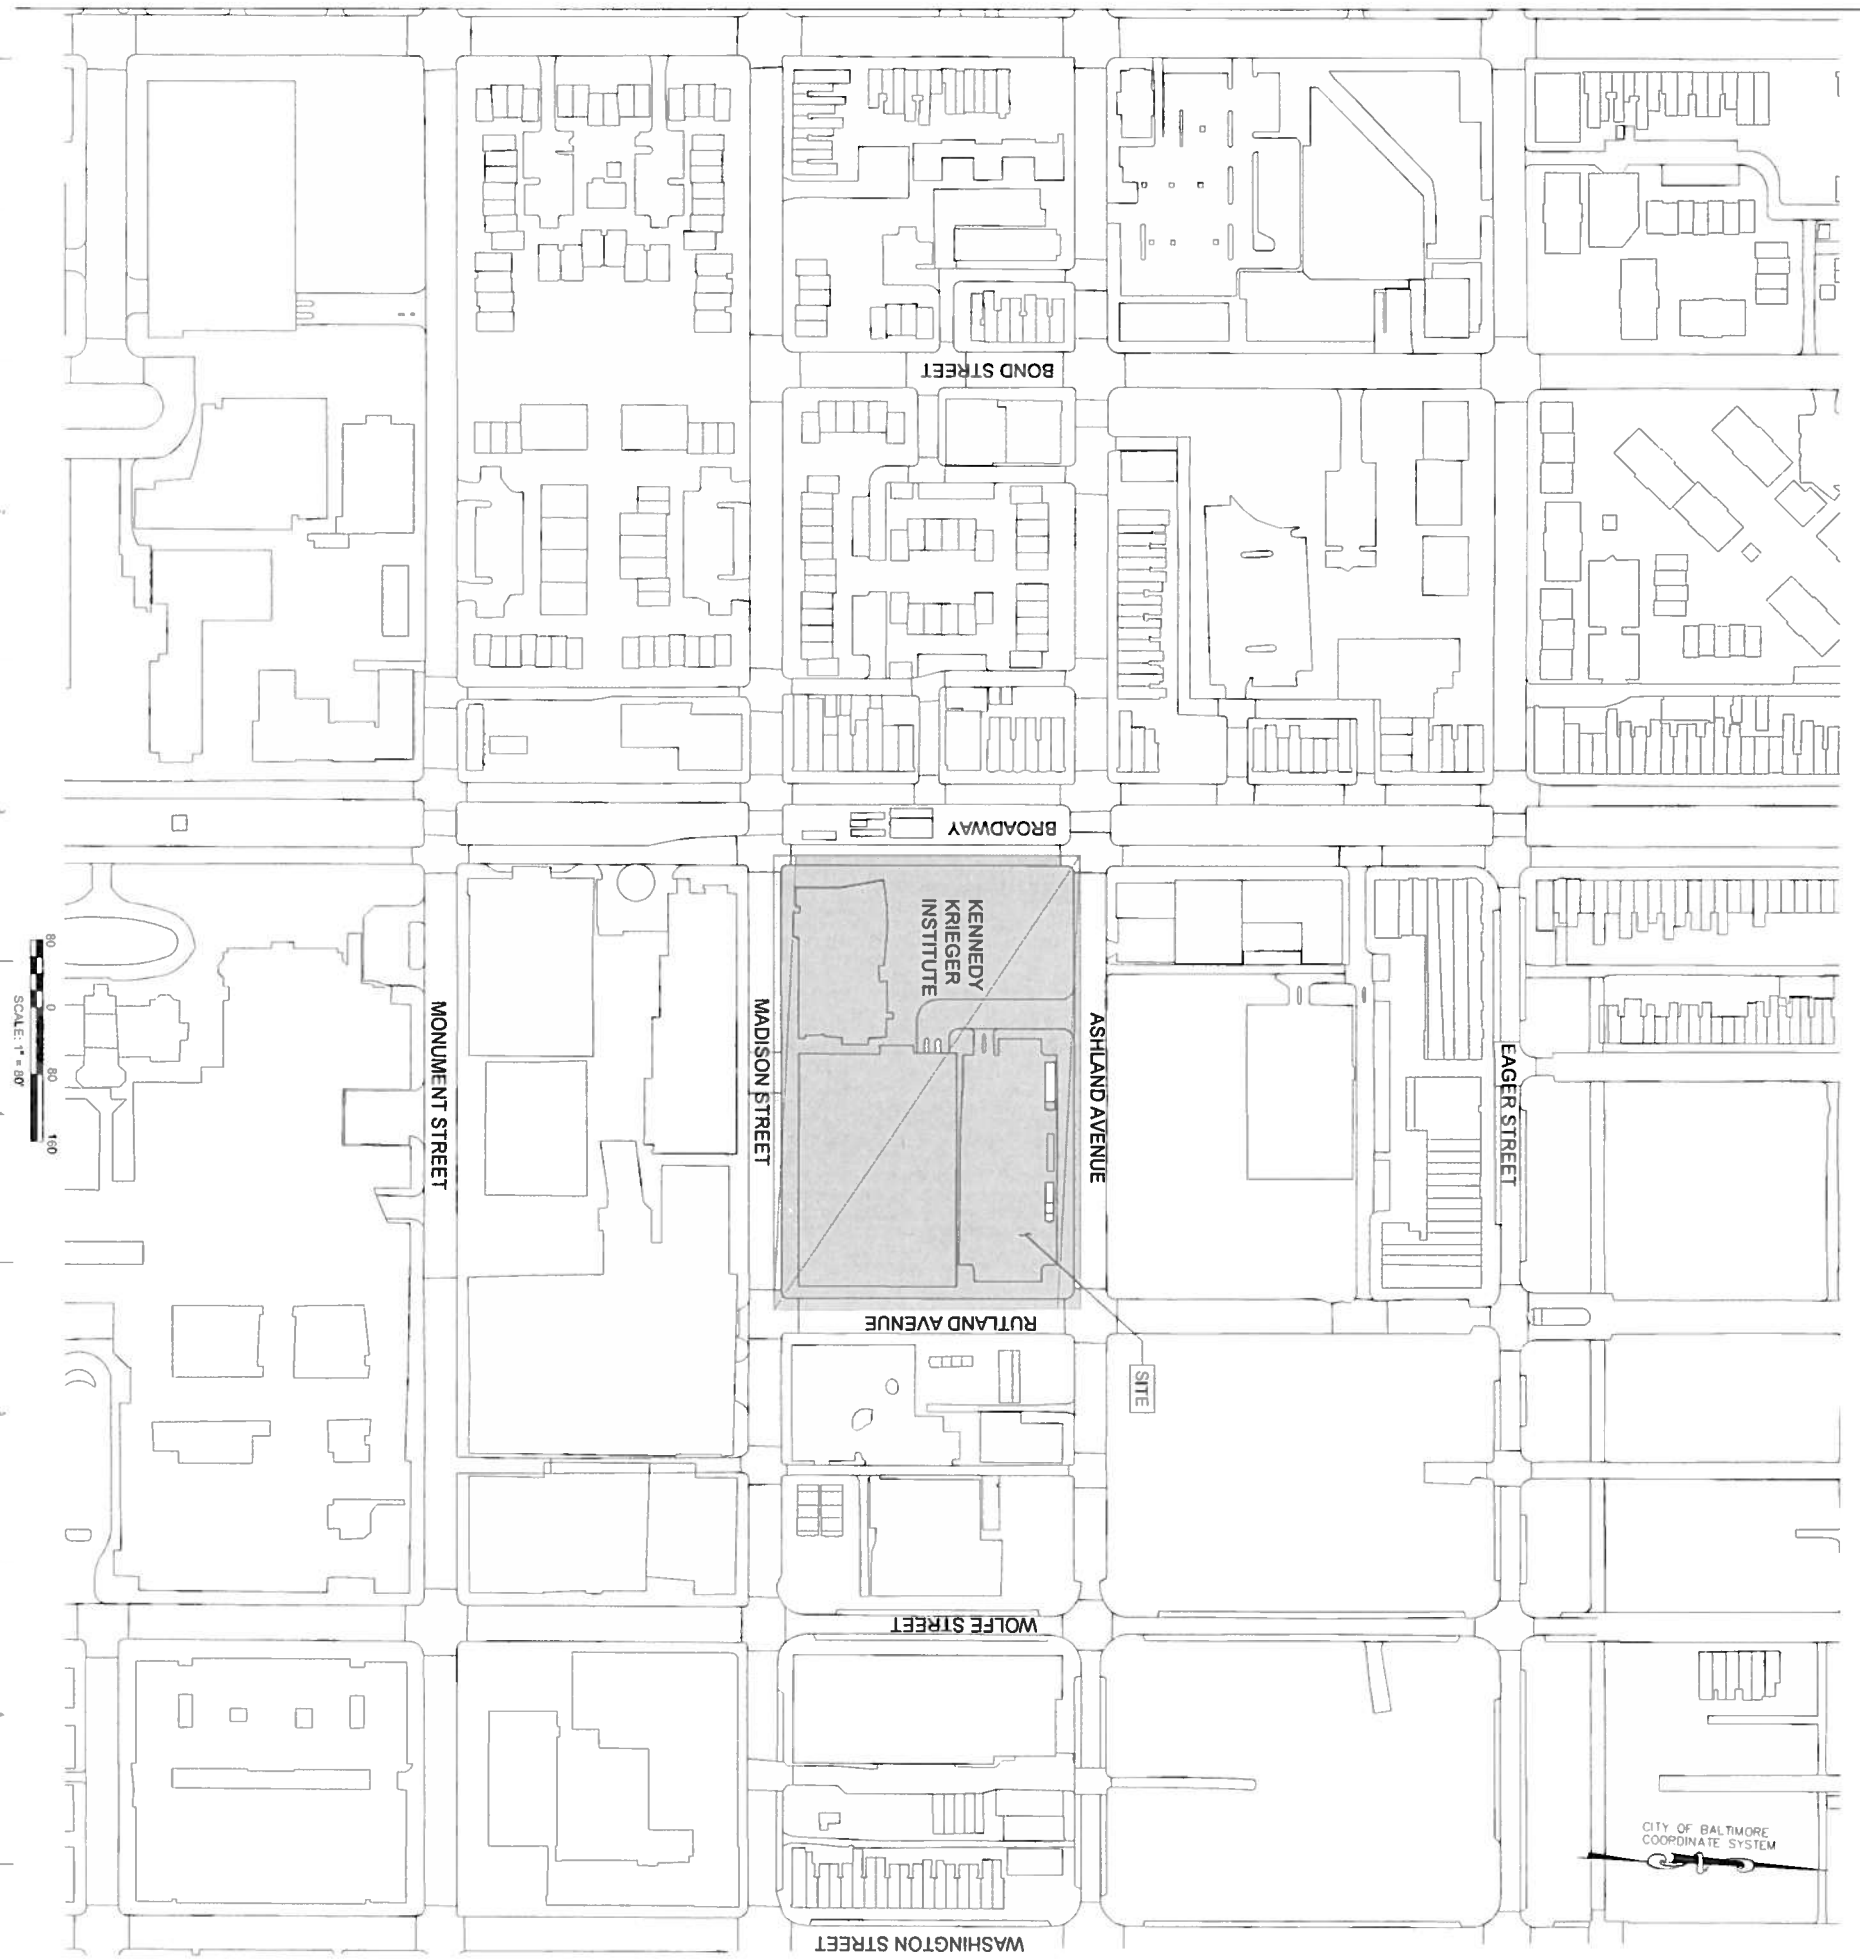 BOND STREET
BROADWAY
KENNEDY
KRIEGER
INSTITUTE
MONUMENT STREET
MADISON STREET
ASHLAND AVENUE
EAGER STREET
80
0
80
160
SCALE: 1" = 80'
RUTLAND AVENUE
SITE
WOLFE STREET
CITY OF BALTIMORE
COORDINATE SYSTEM
WASHINGTON STREET